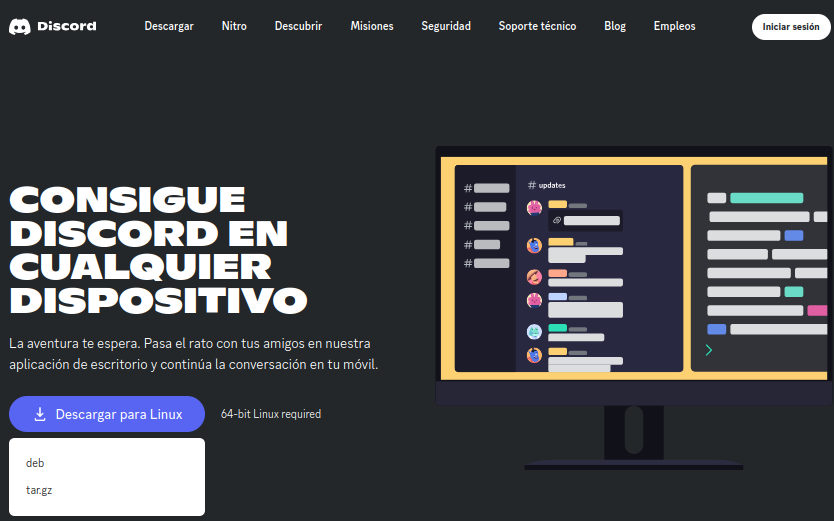 Discord
Descargar
Nitro
Descubrir
Misiones
Seguridad
Soporte técnico
Blog
Empleos
Iniciar sesión
CONSIGUE
DISCORD EN
CUALQUIER
DISPOSITIVO
La aventura te espera. Pasa el rato con tus amigos en nuestra
aplicación de escritorio y continúa la conversación en tu móvil.
Descargar para Linux
64-bit Linux required
deb
tar.gz
# updates
#
#
#
#
#